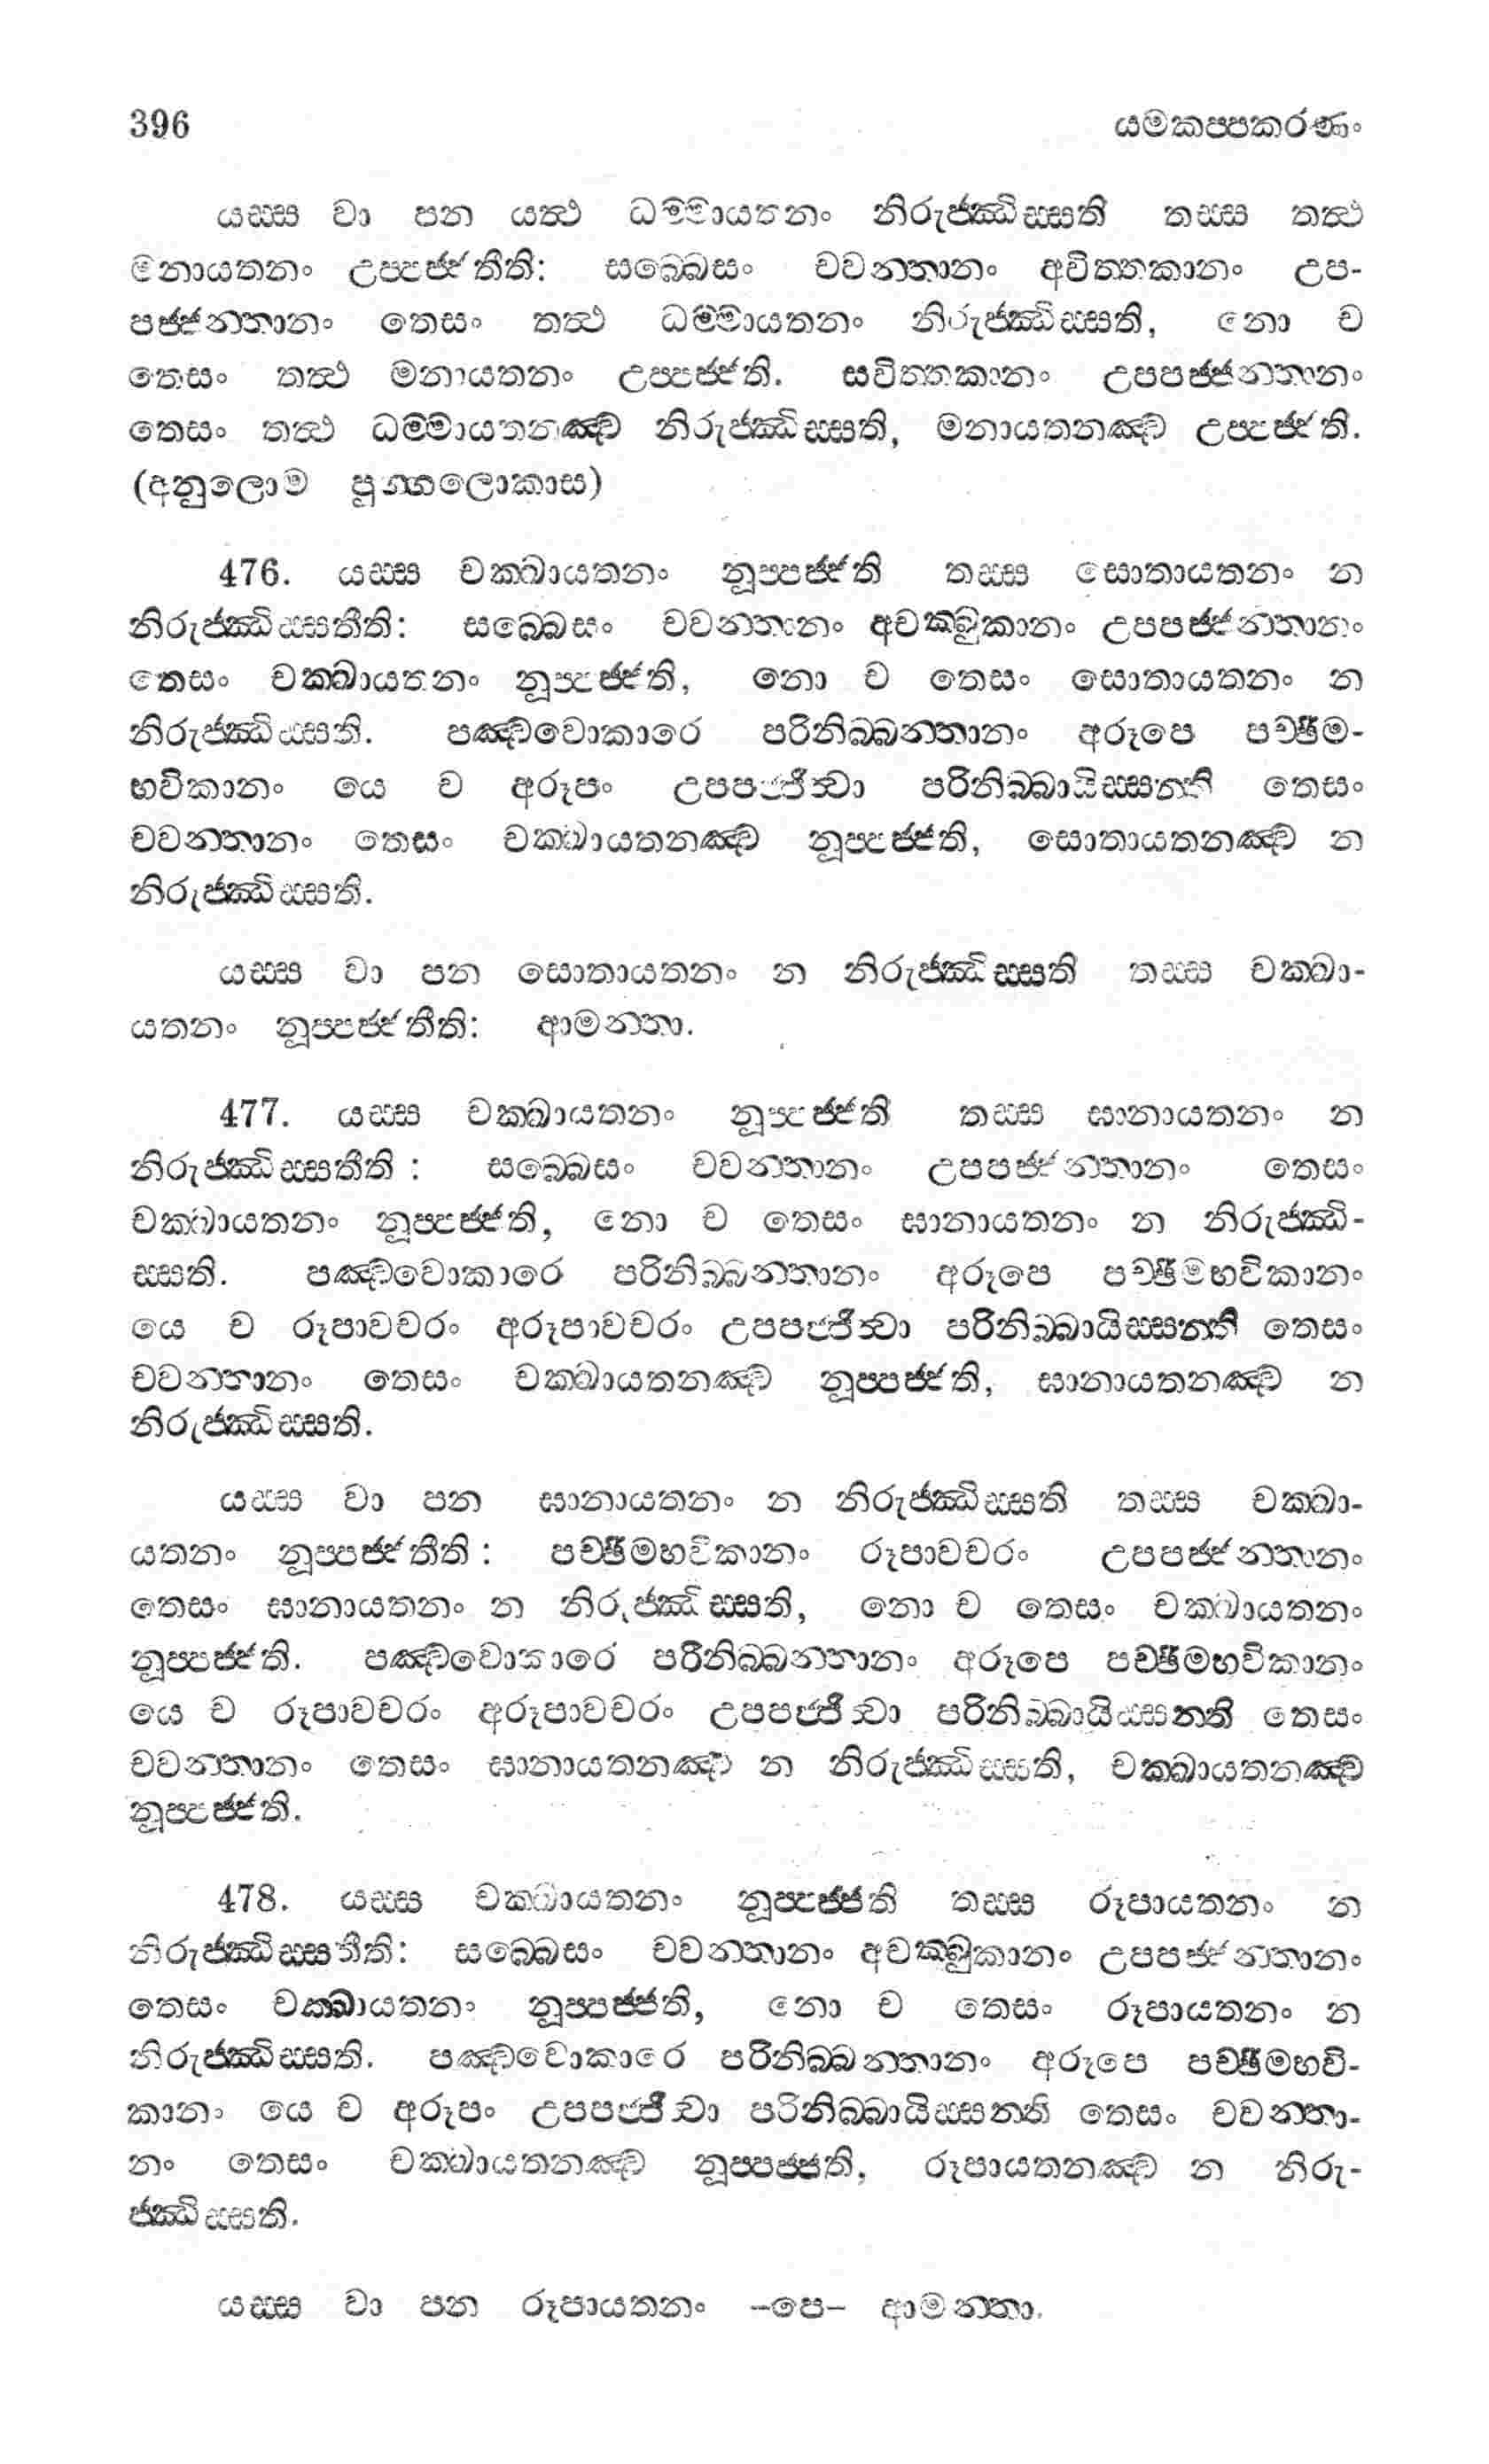 396 යමකප්පකරණං
යස්ස වා පන යත්ථ ධම්මායතනං නිරුජ්ඣිස්සති තස්ස තත්ථ
මනායතනං උප්පජ්ජතීති: සබ්බෙසං චවන්තානං අචිත්තකානං උප-
පජ්ජන්තානං තෙසං තත්ථ ධම්මායතනං නිරුජ්ඣිස්සති, නො ච
තෙසං තත්ථ මනායතනං උප්පජ්ජති. සචිත්තකානං උපපජ්ජන්තානං
තෙසං තත්ථ ධම්මායතනඤ්ච නිරුජ්ඣිස්සති, මනායතනඤ්ච උප්පජ්ජති.
(අනුලොම පුග්ගලොකාස)
476. යස්ස චක්ඛායතනං නූප්පජ්ජති තස්ස සොතායතනං න
නිරුජ්ඣිස්සතීති: සබ්බෙසං චවන්තානං අචක්ඛුකානං උපපජ්ජන්තානං
තෙසං චක්ඛායතනං නූප්පජ්ජති, නො ච තෙසං සොතායතනං න
නිරුජ්ඣිස්සති. පඤ්චවොකාරෙ පරිනිබ්බන්තානං අරූපෙ පච්ඡිම-
භවිකානං යෙ ච අරූපං උපපජ්ජිත්වා පරිනිබ්බායිස්සන්ති තෙසං
චවන්තානං තෙසං චක්ඛායතනඤ්ච නූප්පජ්ජති, සොතායතනඤ්ච න
නිරුජ්ඣිස්සති.
යස්ස වා පන සොතායතනං න නිරුජ්ඣිස්සති තස්ස චක්ඛා-
යතනං නූප්පජ්ජතීති: ආමන්තා.
477. යස්ස චක්ඛායතනං නූප්පජ්ජති තස්ස ඝානායතනං න
නිරුජ්ඣිස්සතීති : සබ්බෙසං චවන්තානං උපපජ්ජන්තානං තෙසං
චක්ඛායතනං නූප්පජ්ජති, නො ච තෙසං ඝානායතනං න නිරුජ්ඣි-
ස්සති. පඤ්චවොකාරෙ පරිනිබ්බන්තානං අරූපෙ පච්ඡිමභවිකානං
යෙ ච රූපාවචරං අරූපාවචරං උපපජ්ජිත්වා පරිනිබ්බායිස්සන්ති තෙසං
චවන්තානං තෙසං චක්ඛායතනඤ්ච නූප්පජ්ජති, ඝානායතනඤ්ච න
නිරුජ්ඣිස්සති.
යස්ස වා පන ඝානායතනං න නිරුජ්ඣිස්සති තස්ස චක්ඛා-
යතනං නූප්පජ්ජතීති : පච්ඡිමභවිකානං රූපාවචරං උපපජ්ජන්තානං
තෙසං ඝානායතනං න නිරුජ්ඣිස්සති, නො ච තෙසං චක්ඛායතනං
නූප්පජ්ජති. පඤ්චවොකාරෙ පරිනිබ්බන්තානං අරූපෙ පච්ඡිමභවිකානං
යෙ ච රූපාවචරං අරූපාවචරං උපපජ්ජිත්වා පරිනිබ්බායිස්සන්ති තෙසං
චවන්තානං තෙසං ඝානායතනඤ්ච න නිරුජ්ඣිස්සති, චක්ඛායතනඤ්ච
නූප්පජ්ජති.
478. යස්ස චක්ඛායතනං නූප්පජ්ජති තස්ස රූපායතනං න
නිරුජ්ඣිස්සතීති: සබ්බෙසං චවන්තානං අචක්ඛුකානං උපපජ්ජන්තානං
තෙසං චක්ඛායතනං නූප්පජ්ජති, නො ච තෙසං රූපායතනං න
නිරුජ්ඣිස්සති. පඤ්චවොකාරෙ පරිනිබ්බන්තානං අරූපෙ පච්ඡිමභවි-
කානං යෙ ච අරූපං උපපජ්ජිත්වා පරිනිබ්බායිස්සන්ති තෙසං චවන්තා-
නං තෙසං චක්ඛායතනඤ්ච නූප්පජ්ජති, රූපායතනඤ්ච න නිරු-
ජ්ඣිස්සති.
යස්ස වා පන රූපායතනං –පෙ– ආමන්තා.